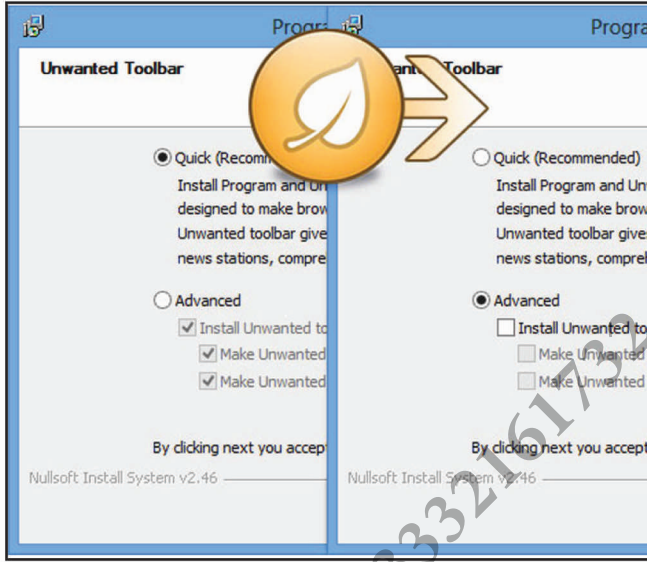 Progra
Unwanted Toolbar
Quick (Recomm
Install Program and Un
designed to make brow
Unwanted toolbar give
news stations, compre
Advanced
Install Unwanted to
Make Unwanted
Make Unwanted
By clicking next you accep
Nullsoft Install System v2.46
Progra
Toolbar
Quick (Recommended)
Install Program and Un
designed to make brow
Unwanted toolbar give
news stations, compreh
Advanced
Install Unwanted to
Make Unwanted
Make Unwanted
By clicking next you accept
Nullsoft Install System v2.46
332161732